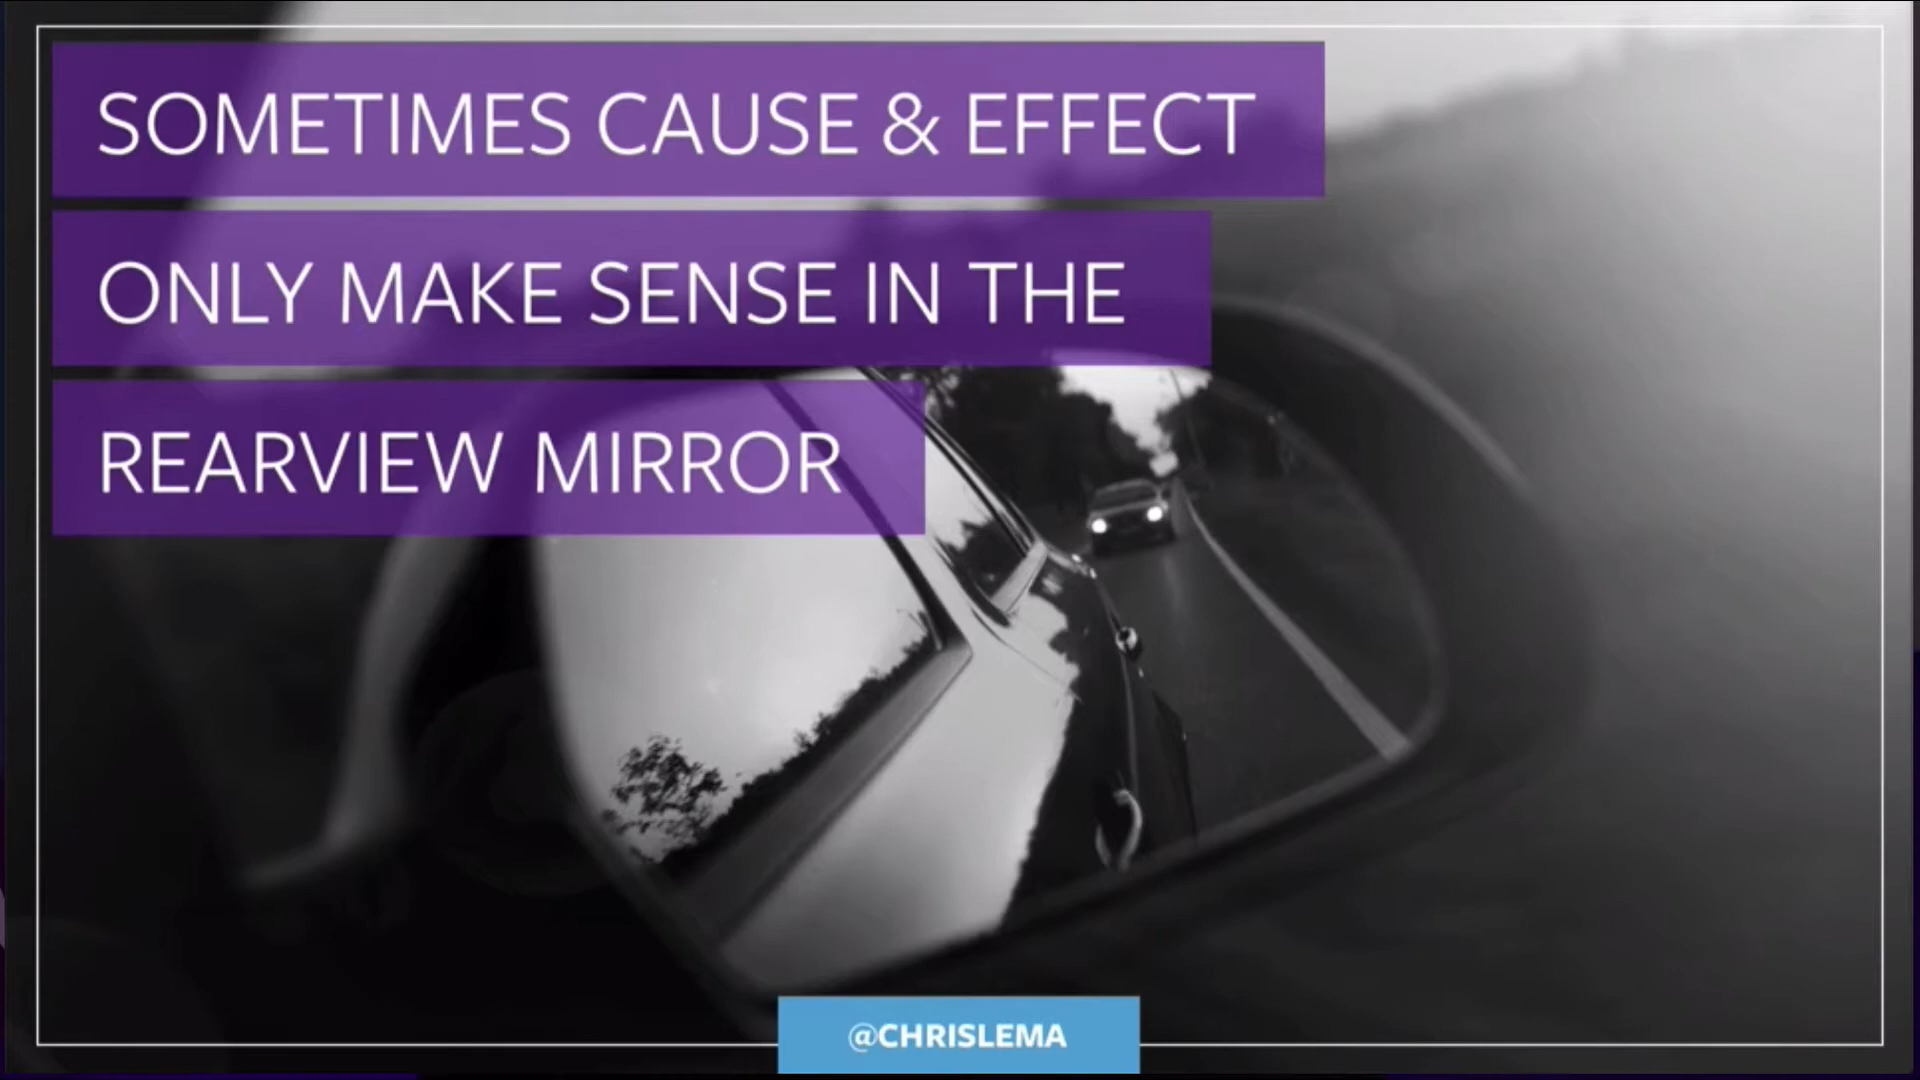 SOMETIMES CAUSE & EFFECT
ONLY MAKE SENSE IN THE
REARVIEW MIRROR
@CHRISLEMA